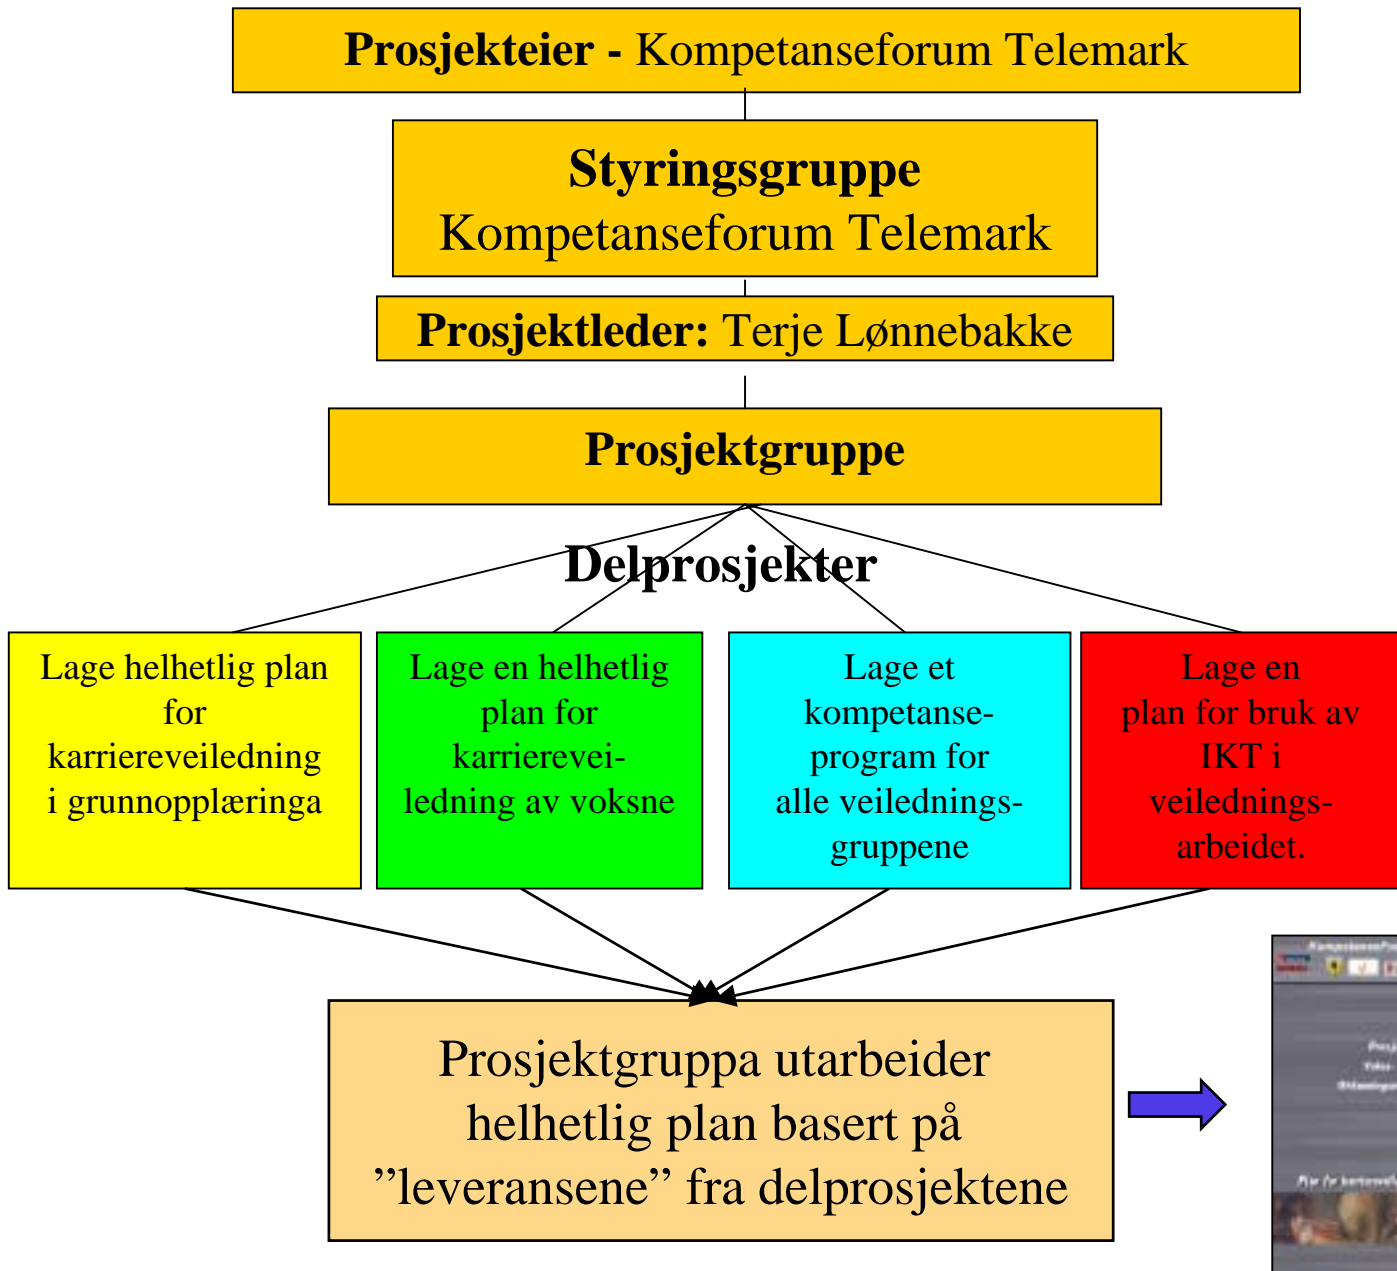 Prosjekteier - Kompetanseforum Telemark
Styringsgruppe
Kompetanseforum Telemark
Prosjektleder: Terje Lønnebakke
Prosjektgruppe
Delprosjekter
Lage helhetlig plan
for
karriereveiledning
i grunnopplæringa
Lage en helhetlig
plan for
karrierevei-
ledning av voksne
Lage et
kompetanse-
program for
alle veilednings-
gruppene
Lage en
plan for bruk av
IKT i
veilednings-
arbeidet.
Prosjektgruppa utarbeider
helhetlig plan basert på
”leveransene” fra delprosjektene